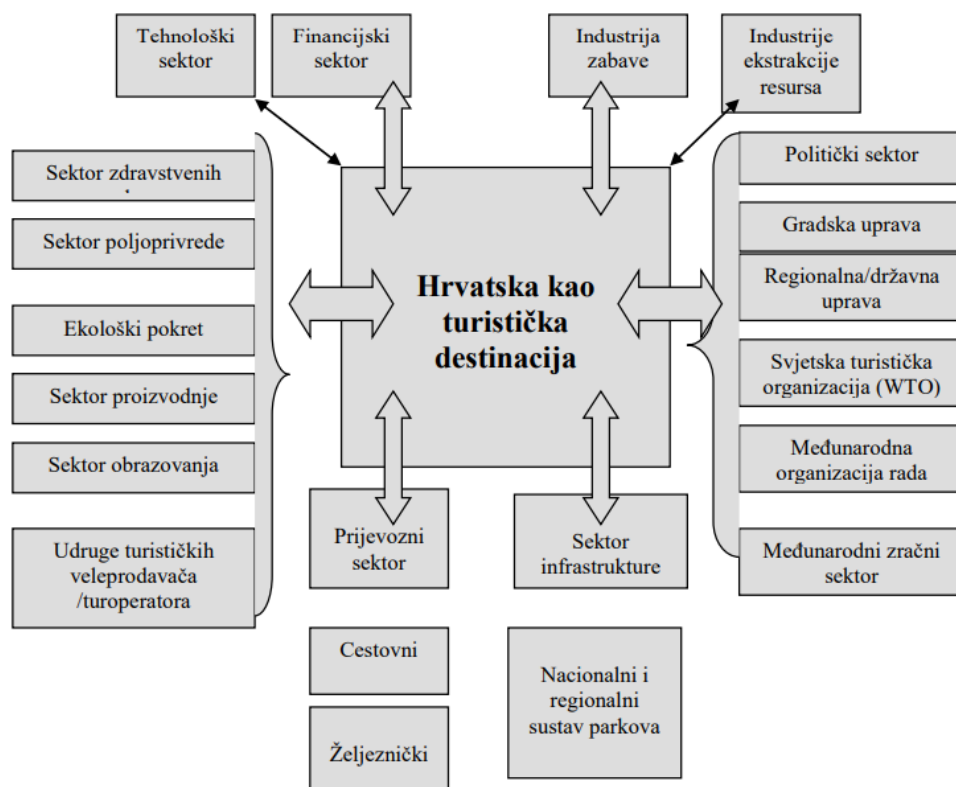 Tehnološki
sektor
Financijski
sektor
Industrija
zabave
Industrije
ekstrakcije
resursa
Sektor zdravstvenih
Sektor poljoprivrede
Ekološki pokret
Sektor proizvodnje
Sektor obrazovanja
Udruge turističkih
veleprodavača
/turoperatora
Hrvatska kao
turistička
destinacija
Politički sektor
Gradska uprava
Regionalna/državna
uprava
Svjetska turistička
organizacija (WTO)
Međunarodna
organizacija rada
Međunarodni zračni
sektor
Prijevozni
sektor
Sektor
infrastrukture
Cestovni
Željeznički
Nacionalni i
regionalni
sustav parkova